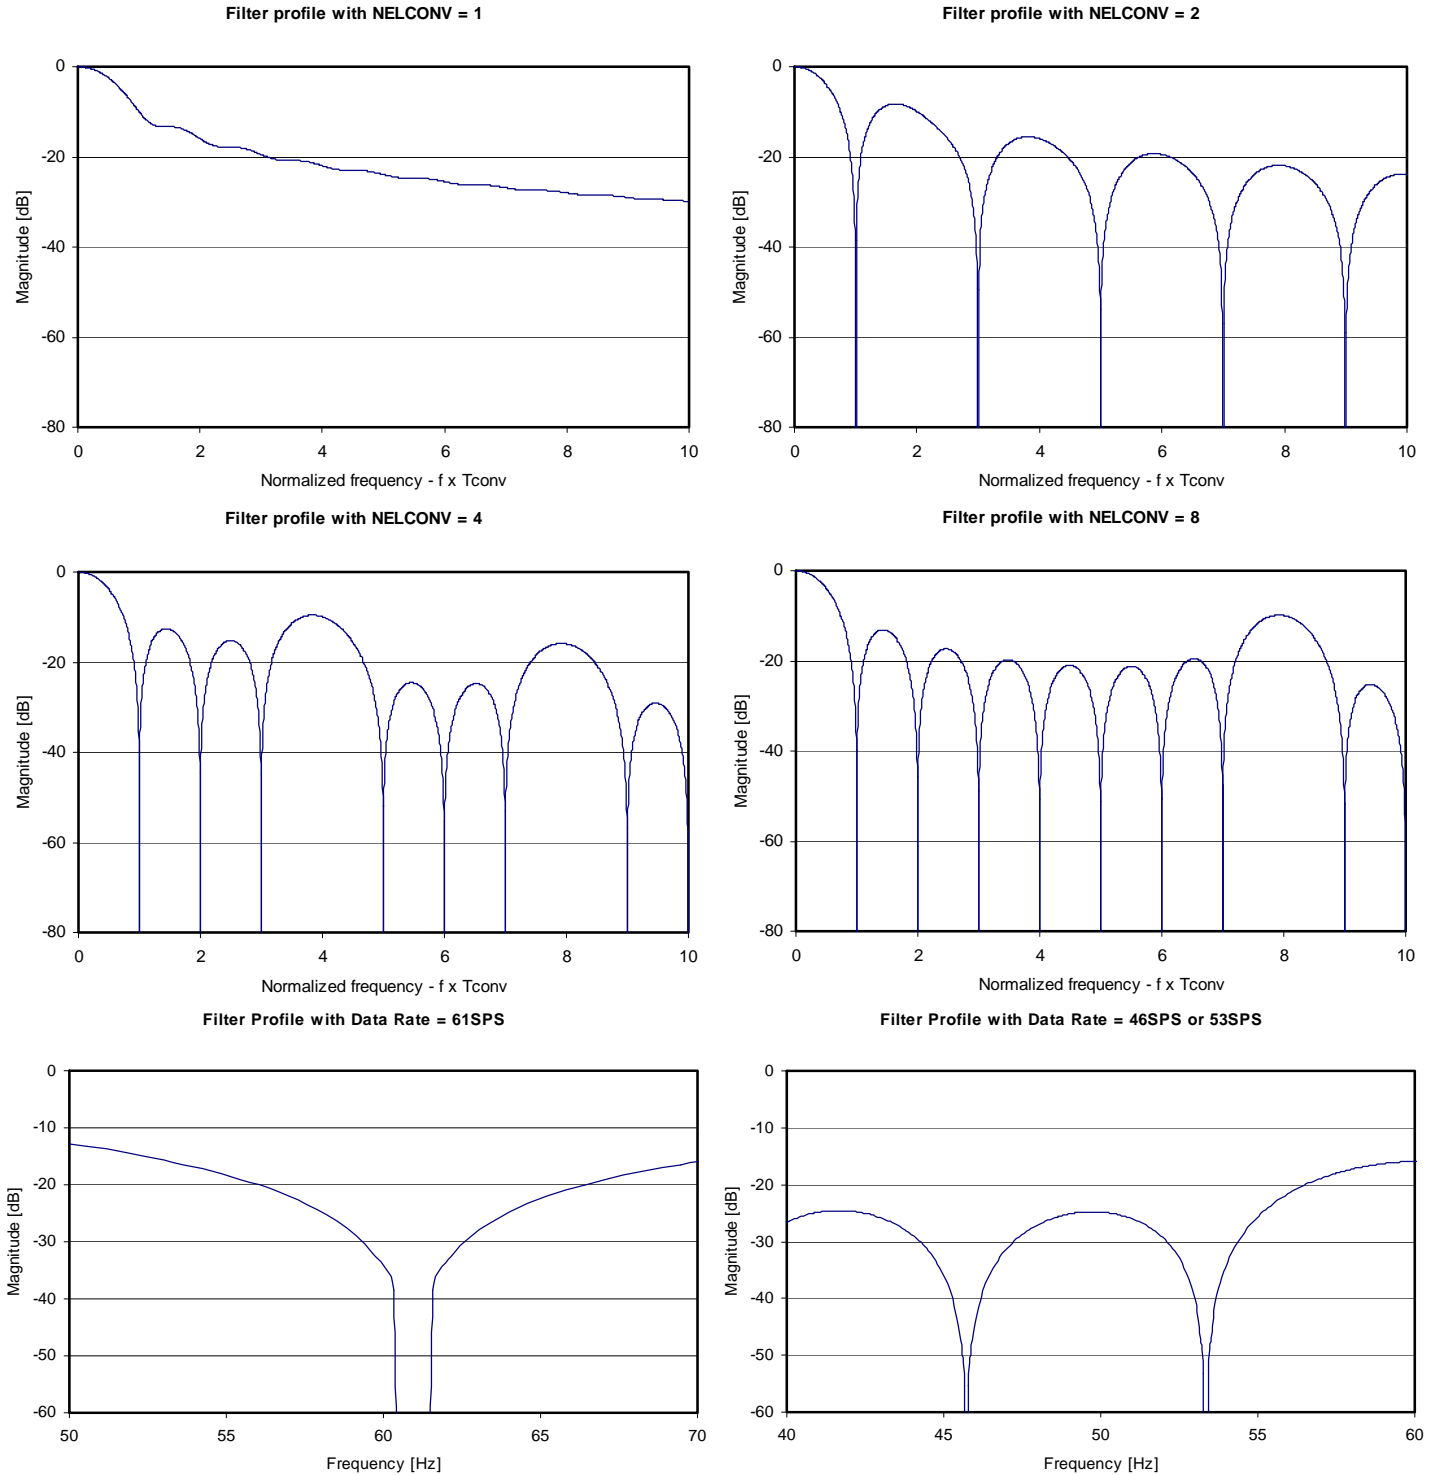 Filter profile with NELCONV = 1
0
-20
-40
-60
-80
Magnitude [dB]
0 2 4 6 8 10
Normalized frequency - f x Tconv
Filter profile with NELCONV = 2
0
-20
-40
-60
-80
Magnitude [dB]
0 2 4 6 8 10
Normalized frequency - f x Tconv
Filter profile with NELCONV = 4
0
-20
-40
-60
-80
Magnitude [dB]
0 2 4 6 8 10
Normalized frequency - f x Tconv
Filter profile with NELCONV = 8
0
-20
-40
-60
-80
Magnitude [dB]
0 2 4 6 8 10
Normalized frequency - f x Tconv
Filter Profile with Data Rate = 61SPS
0
-10
-20
-30
-40
-50
-60
Magnitude [dB]
50 55 60 65 70
Frequency [Hz]
Filter Profile with Data Rate = 46SPS or 53SPS
0
-10
-20
-30
-40
-50
-60
Magnitude [dB]
40 45 50 55 60
Frequency [Hz]